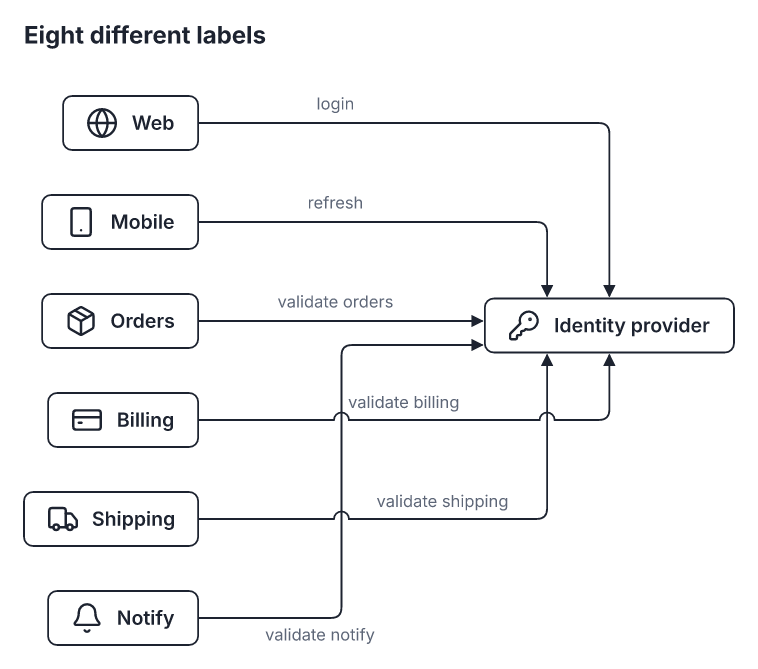 Eight different labels
login
Web
refresh
Mobile
validate orders
Orders
Identity provider
validate billing
Billing
validate shipping
Shipping
Notify
validate notify